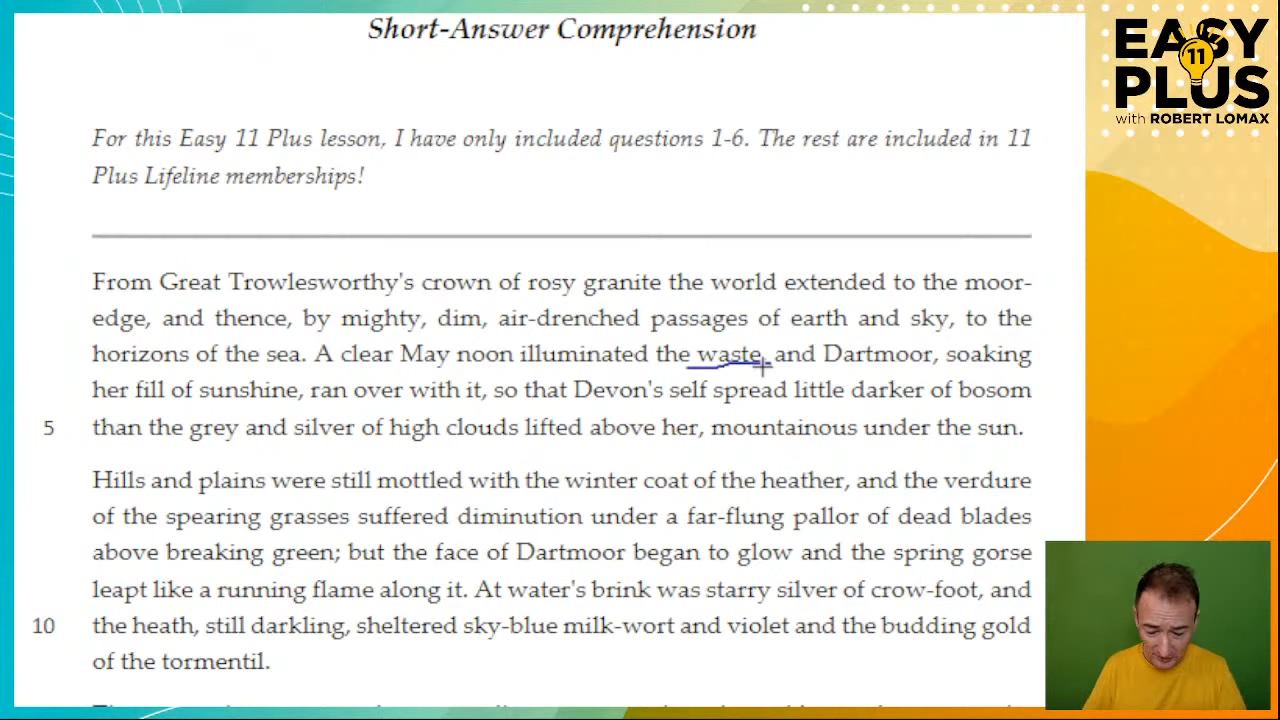 Short-Answer Comprehension
EASY
11
PLUS
with ROBERT LOMAX
For this Easy 11 Plus lesson, I have only included questions 1-6. The rest are included in 11
Plus Lifeline memberships!
From Great Trowlesworthy's crown of rosy granite the world extended to the moor-
edge, and thence, by mighty, dim, air-drenched passages of earth and sky, to the
horizons of the sea. A clear May noon illuminated the waste, and Dartmoor, soaking
her fill of sunshine, ran over with it, so that Devon's self spread little darker of bosom
5 than the grey and silver of high clouds lifted above her, mountainous under the sun.
Hills and plains were still mottled with the winter coat of the heather, and the verdure
of the spearing grasses suffered diminution under a far-flung pallor of dead blades
above breaking green; but the face of Dartmoor began to glow and the spring gorse
leapt like a running flame along it. At water's brink was starry silver of crow-foot, and
10 the heath, still darkling, sheltered sky-blue milk-wort and violet and the budding gold
of the tormentil.